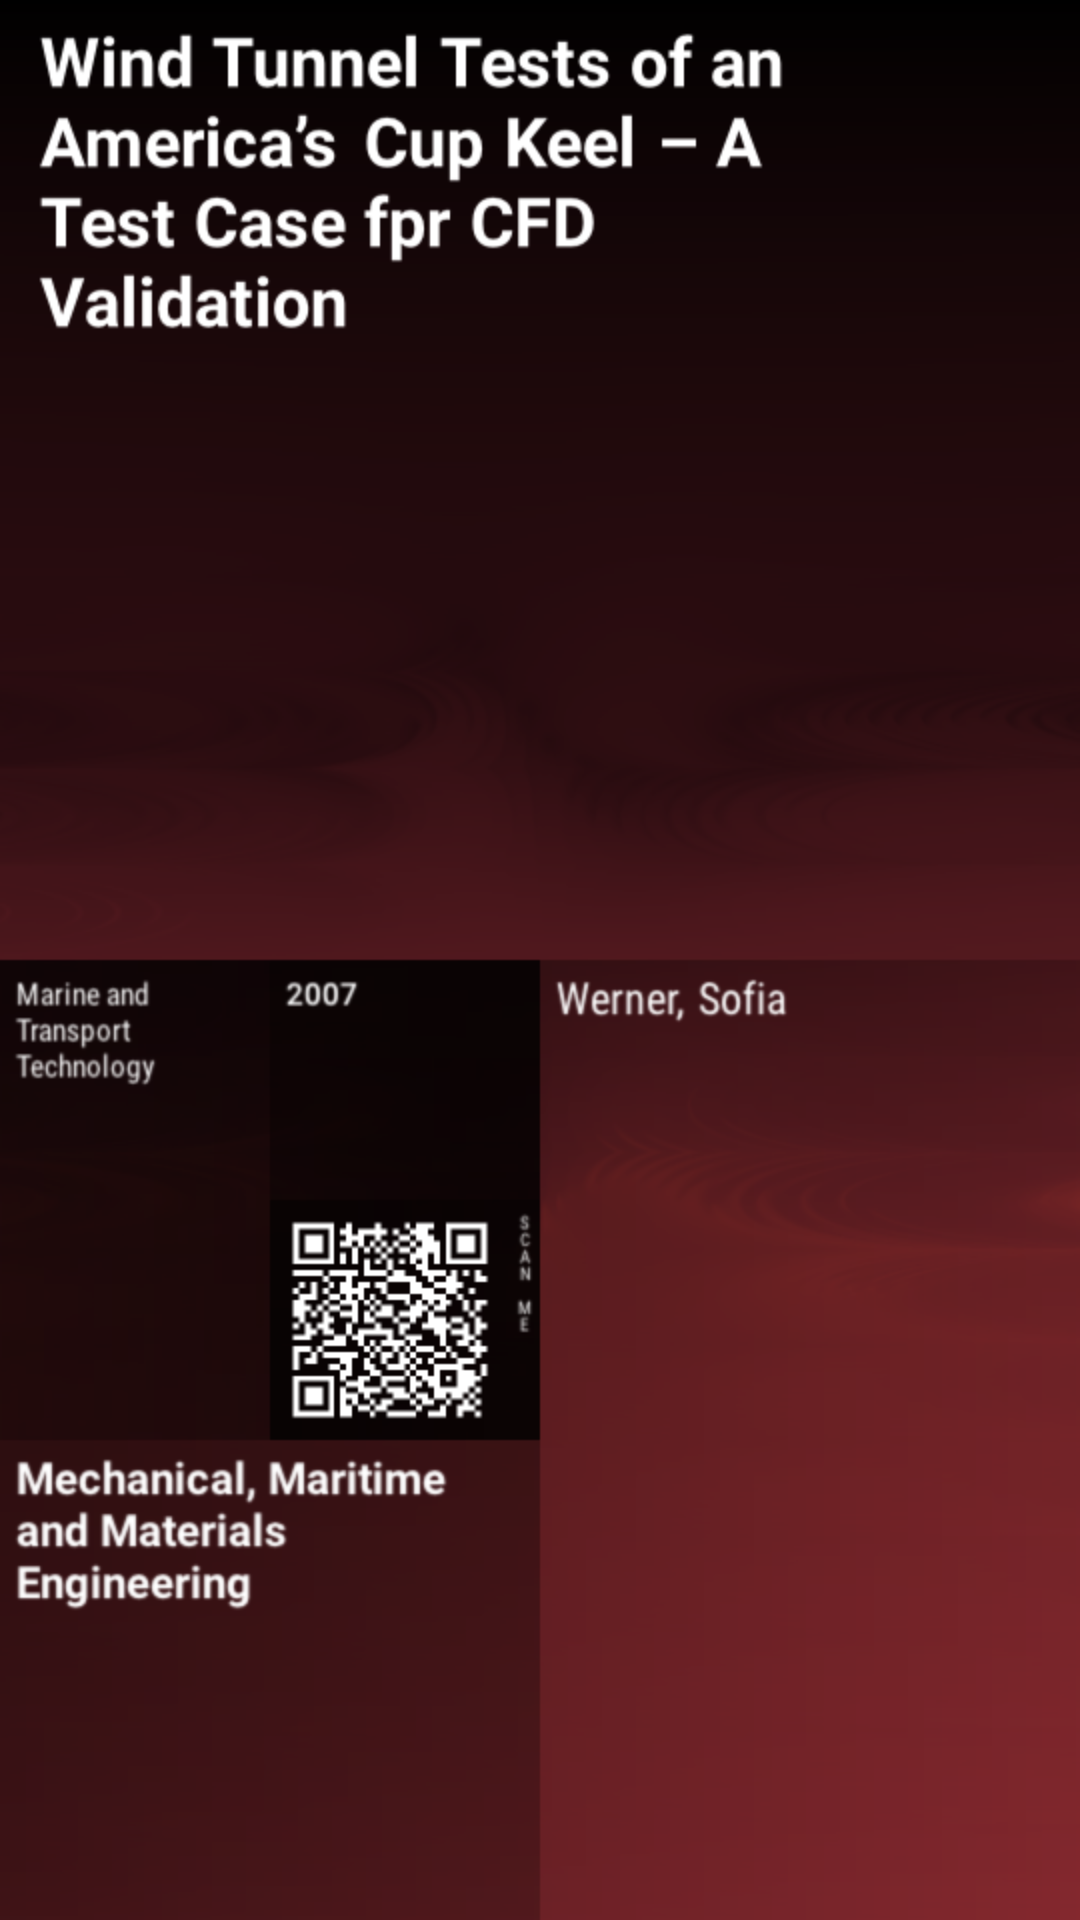 Wind Tunnel Tests of an
America’s Cup Keel – A
Test Case fpr CFD
Validation
Marine and
Transport
Technology
2007
Werner, Sofia
SCAN ME
Mechanical, Maritime
and Materials
Engineering